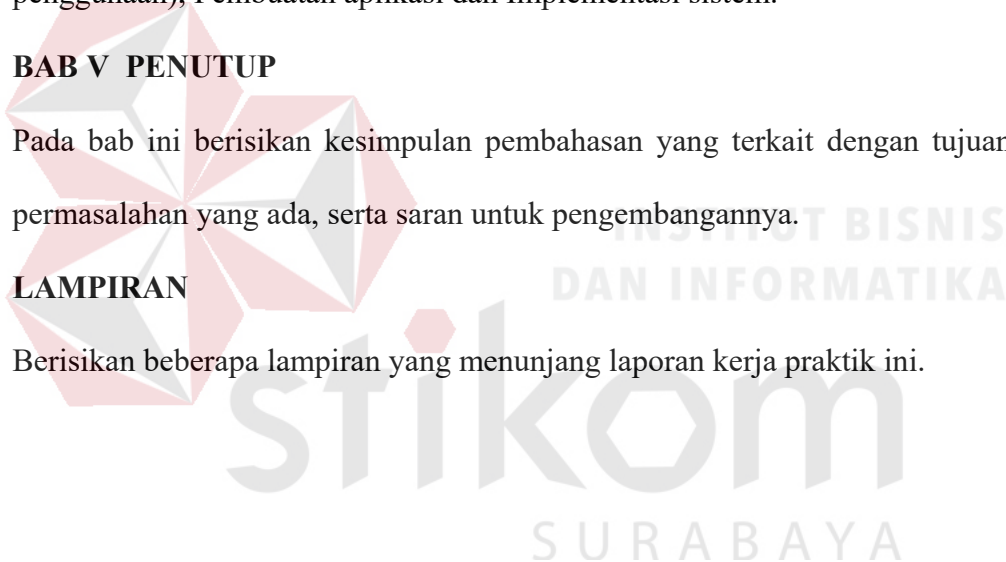 penggunaan), Pembuatan aplikasi dan Implementasi sistem.
BAB V PENUTUP
Pada bab ini berisikan kesimpulan pembahasan yang terkait dengan tujuan
permasalahan yang ada, serta saran untuk pengembangannya.
INSTITUT BISNIS
DAN INFORMATIKA
LAMPIRAN
Berisikan beberapa lampiran yang menunjang laporan kerja praktik ini.
stikom
SURABAYA